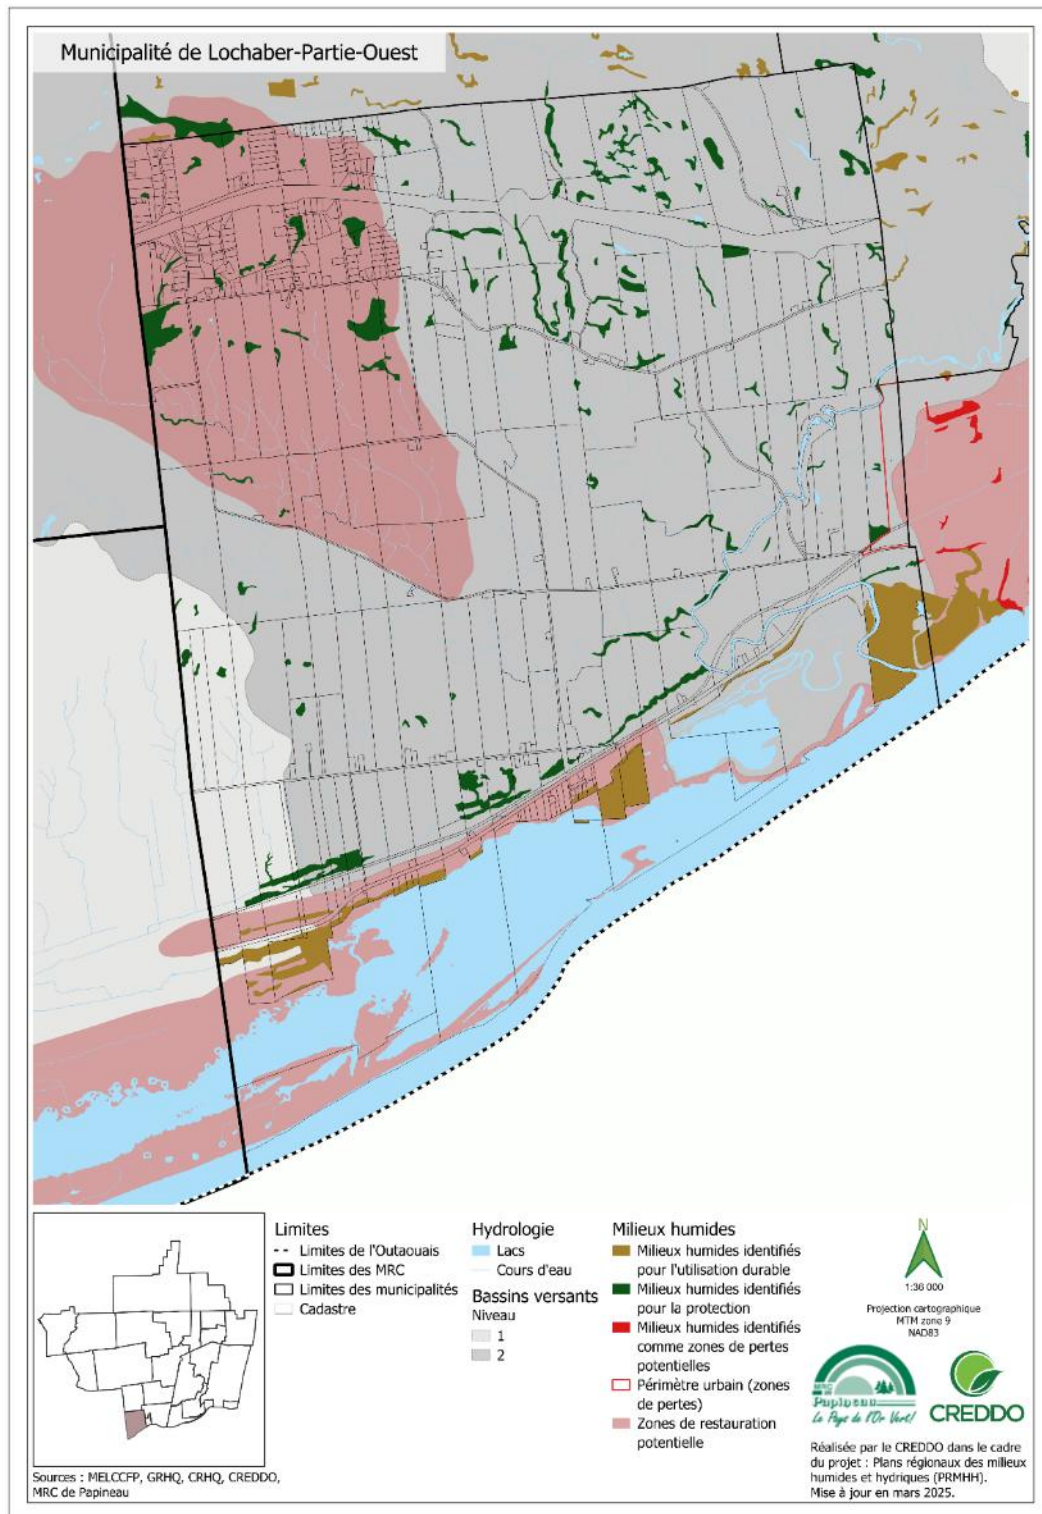 Municipalité de Lochaber-Partie-Ouest
Limites
Limites de l'Outaouais
Limites des MRC
Limites des municipalités
Cadastre
Hydrologie
Lacs
Cours d'eau
Bassins versants
Niveau
1
2
Milieux humides
Milieux humides identifiés
pour l'utilisation durable
Milieux humides identifiés
pour la protection
Milieux humides identifiés
comme zones de pertes
potentielles
Périmètre urbain (zones
de pertes)
Zones de restauration
potentielle
N
1:36 000
Projection cartographique
MTM zone 9
NAD83
MRC de
Papineau
Le Pays de l'Or Vert!
CREDDO
Réalisée par le CREDDO dans le cadre
du projet : Plans régionaux des milieux
humides et hydriques (PRMHH).
Mise à jour en mars 2025.
Sources : MELCCFP, GRHQ, CRHQ, CREDDO,
MRC de Papineau